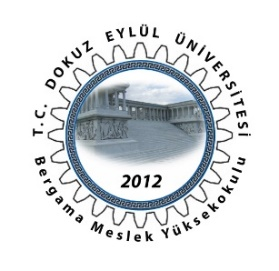 T.C. DOKUZ EYLÜL ÜNİVERSİTESİ
2012
Bergama Meslek Yüksekokulu